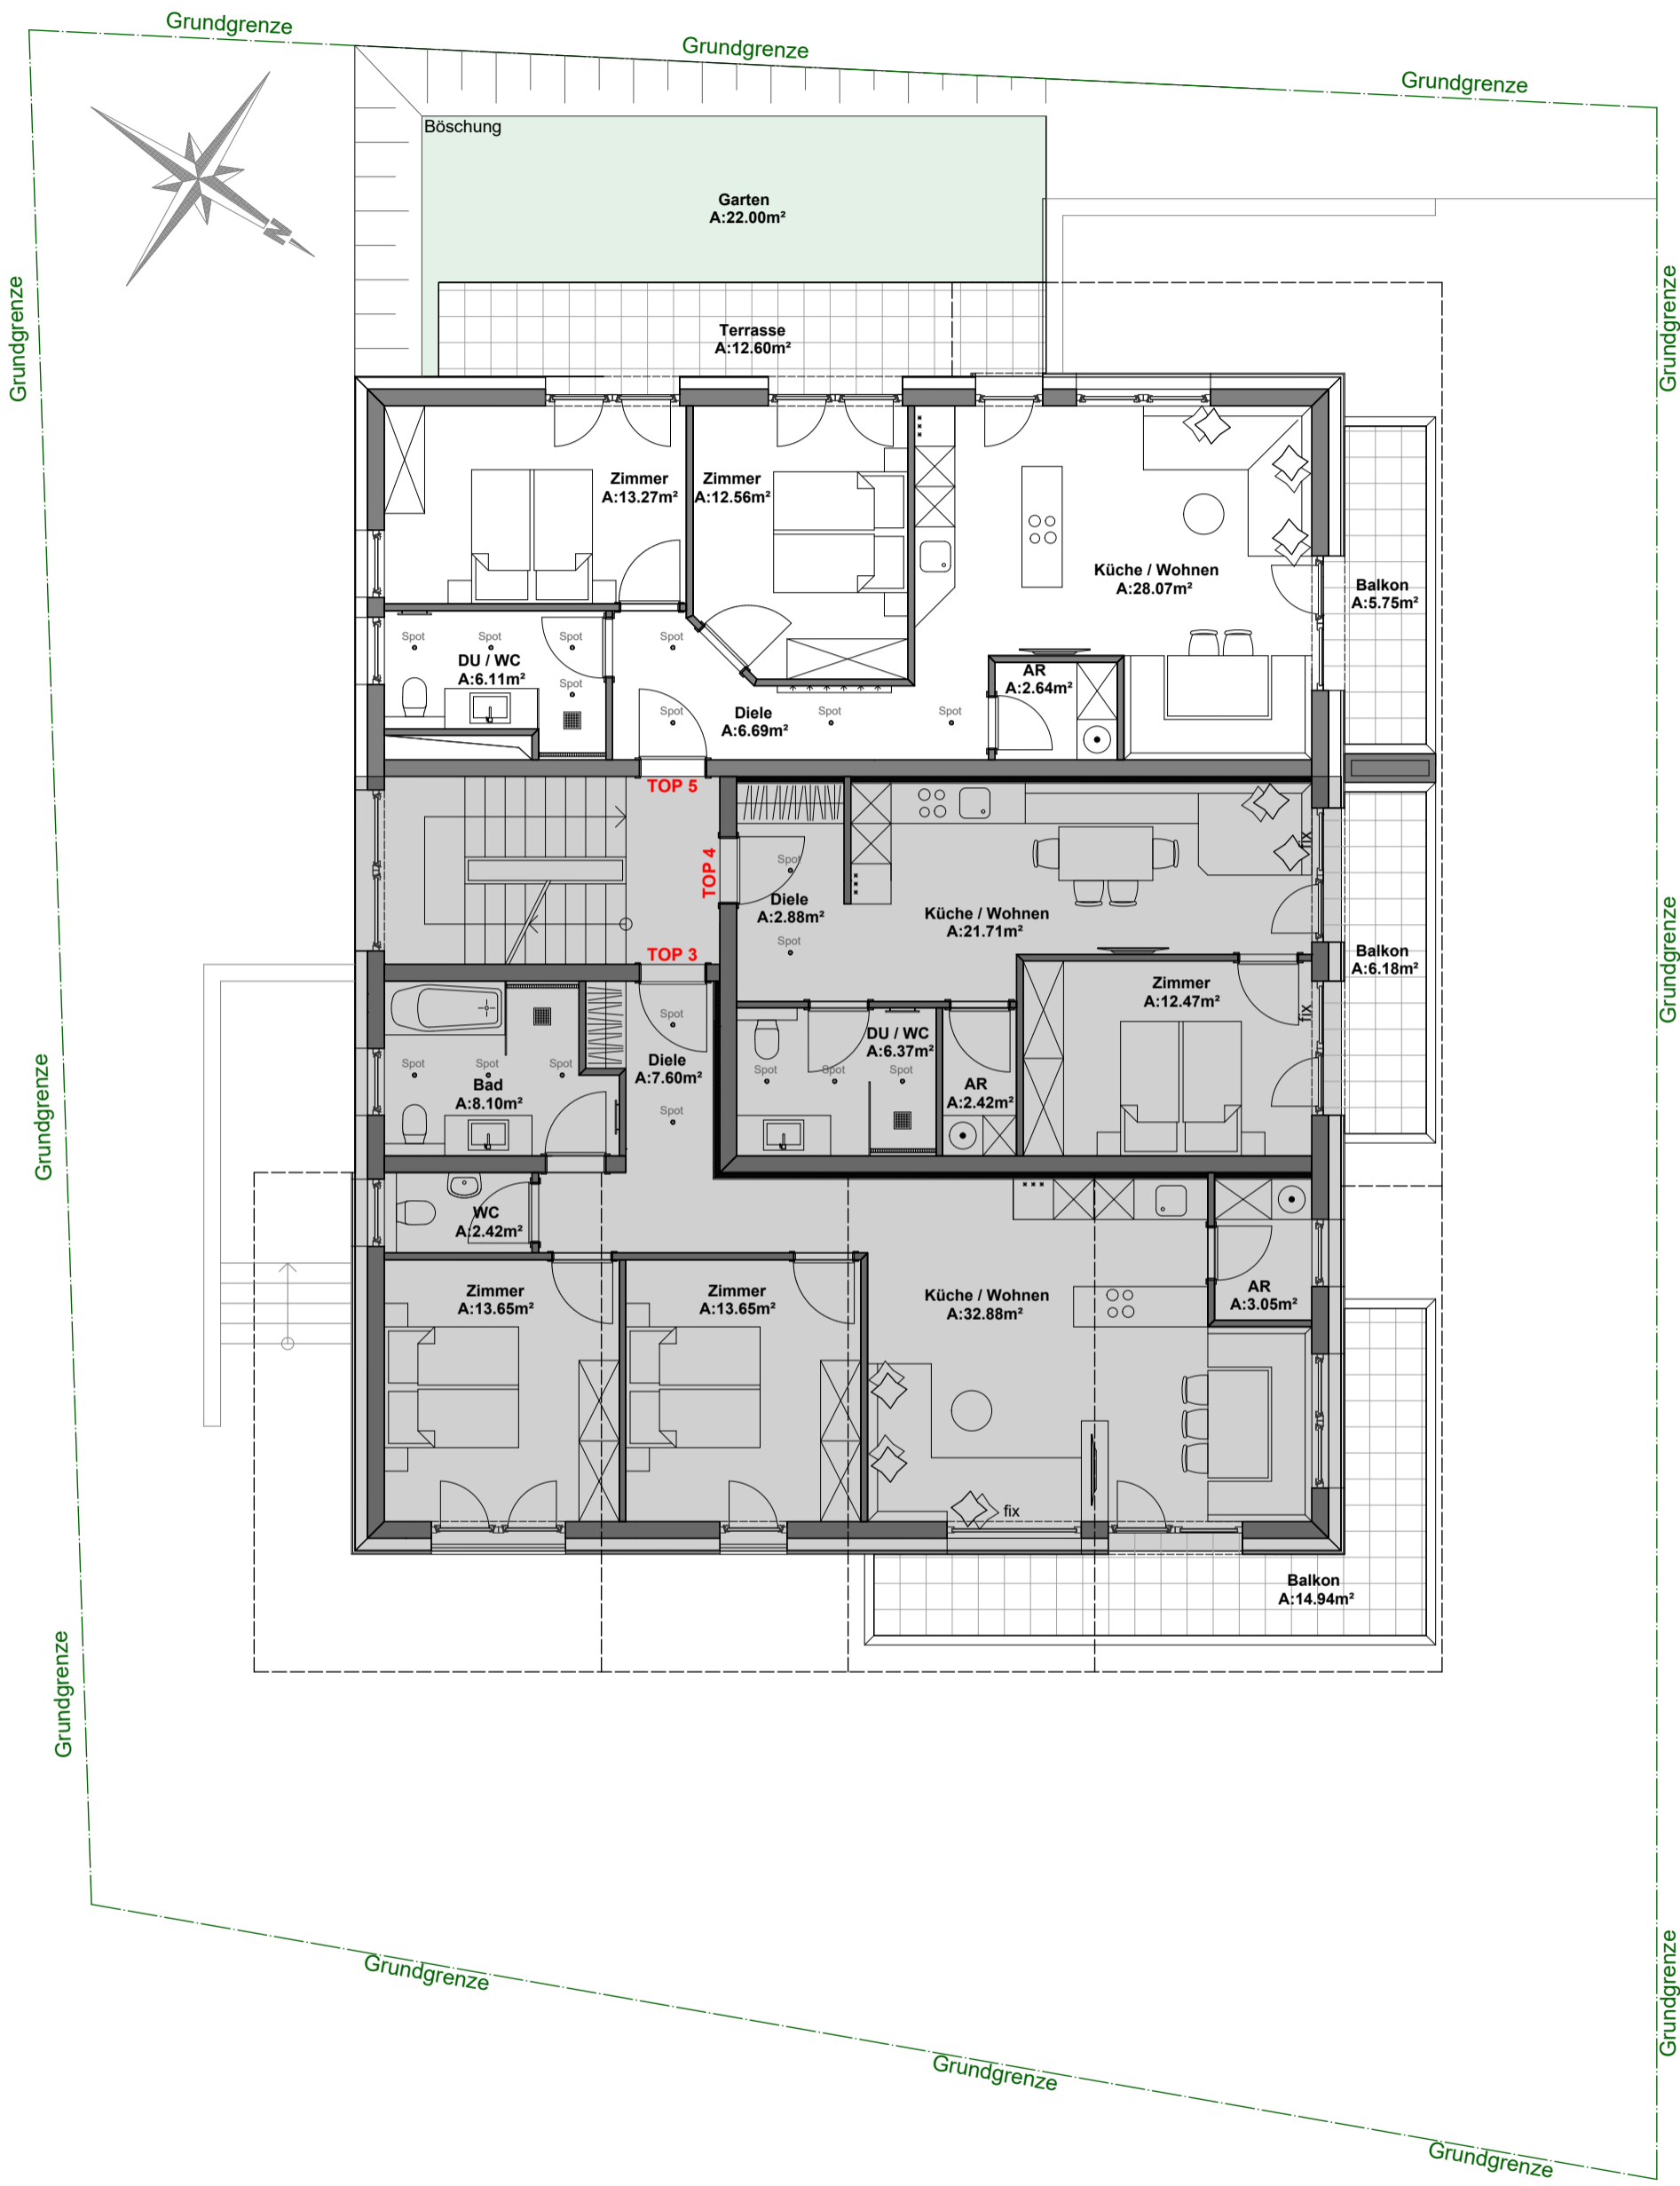 Grundgrenze
Grundgrenze
Grundgrenze
Böschung
Garten
A:22.00m²
N
Grundgrenze
Grundgrenze
Terrasse
A:12.60m²
Zimmer
A:13.27m²
Zimmer
A:12.56m²
Küche / Wohnen
A:28.07m²
Balkon
A:5.75m²
Spot
Spot
Spot
Spot
DU / WC
A:6.11m²
Spot
AR
A:2.64m²
Spot
Diele
A:6.69m²
Spot
Spot
TOP 5
TOP 4
Spot
Diele
A:2.88m²
Spot
Küche / Wohnen
A:21.71m²
fix
Balkon
A:6.18m²
Grundgrenze
TOP 3
Zimmer
A:12.47m²
fix
Spot
DU / WC
A:6.37m²
Spot
Spot
Spot
Diele
A:7.60m²
Spot
Spot
Spot
Bad
A:8.10m²
AR
A:2.42m²
Spot
Grundgrenze
WC
A:2.42m²
Zimmer
A:13.65m²
Zimmer
A:13.65m²
Küche / Wohnen
A:32.88m²
AR
A:3.05m²
fix
Balkon
A:14.94m²
Grundgrenze
Grundgrenze
Grundgrenze
Grundgrenze
Grundgrenze